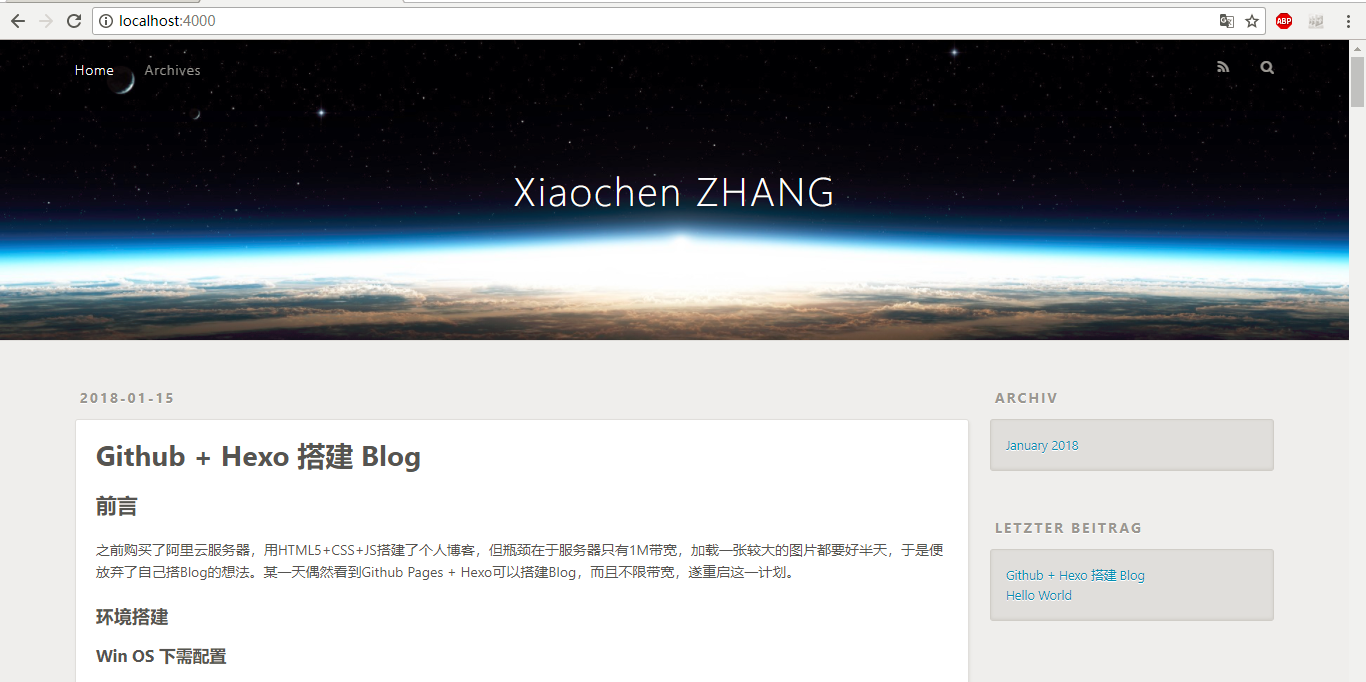 localhost:4000
ABP
Home
Archives
Xiaochen ZHANG
2018-01-15
Github + Hexo 搭建 Blog
前言
之前购买了阿里云服务器，用HTML5+CSS+JS搭建了个人博客，但瓶颈在于服务器只有1M带宽，加载一张较大的图片都要好半天，于是便
放弃了自己搭Blog的想法。某一天偶然看到Github Pages + Hexo可以搭建Blog，而且不限带宽，遂重启这一计划。
环境搭建
Win OS 下需配置
ARCHIV
January 2018
LETZTER BEITRAG
Github + Hexo 搭建 Blog
Hello World